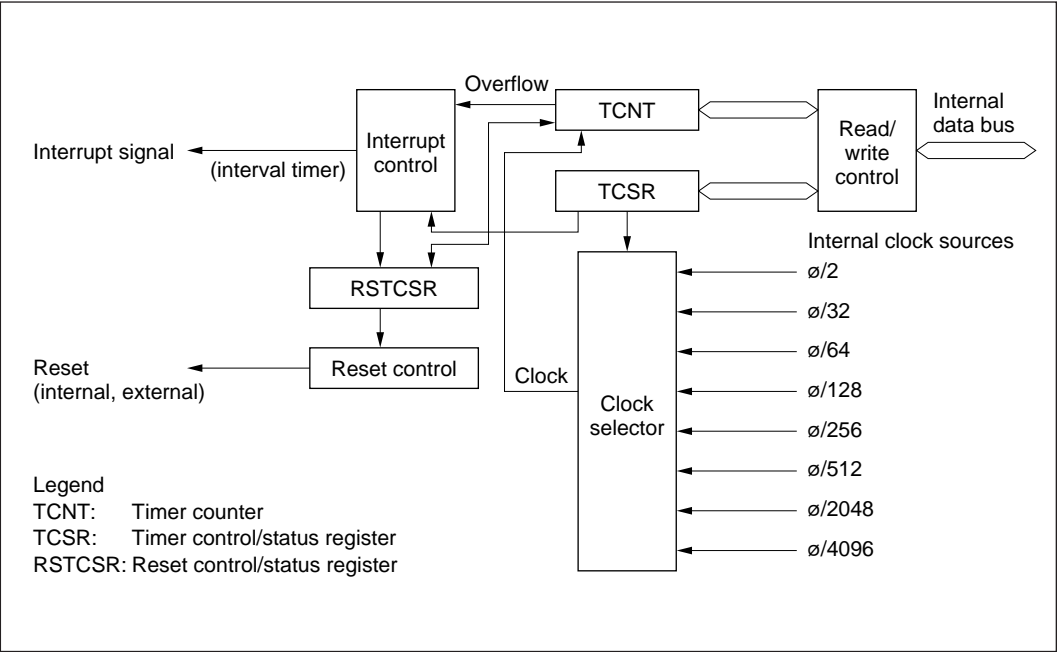 Overflow
TCNT
Internal
data bus
Read/
write
control
Interrupt
control
Interrupt signal
(interval timer)
TCSR
Internal clock sources
ø/2
RSTCSR
ø/32
ø/64
Reset
(internal, external)
Reset control
Clock
ø/128
Clock
selector
ø/256
ø/512
ø/2048
ø/4096
Legend
TCNT: Timer counter
TCSR: Timer control/status register
RSTCSR: Reset control/status register